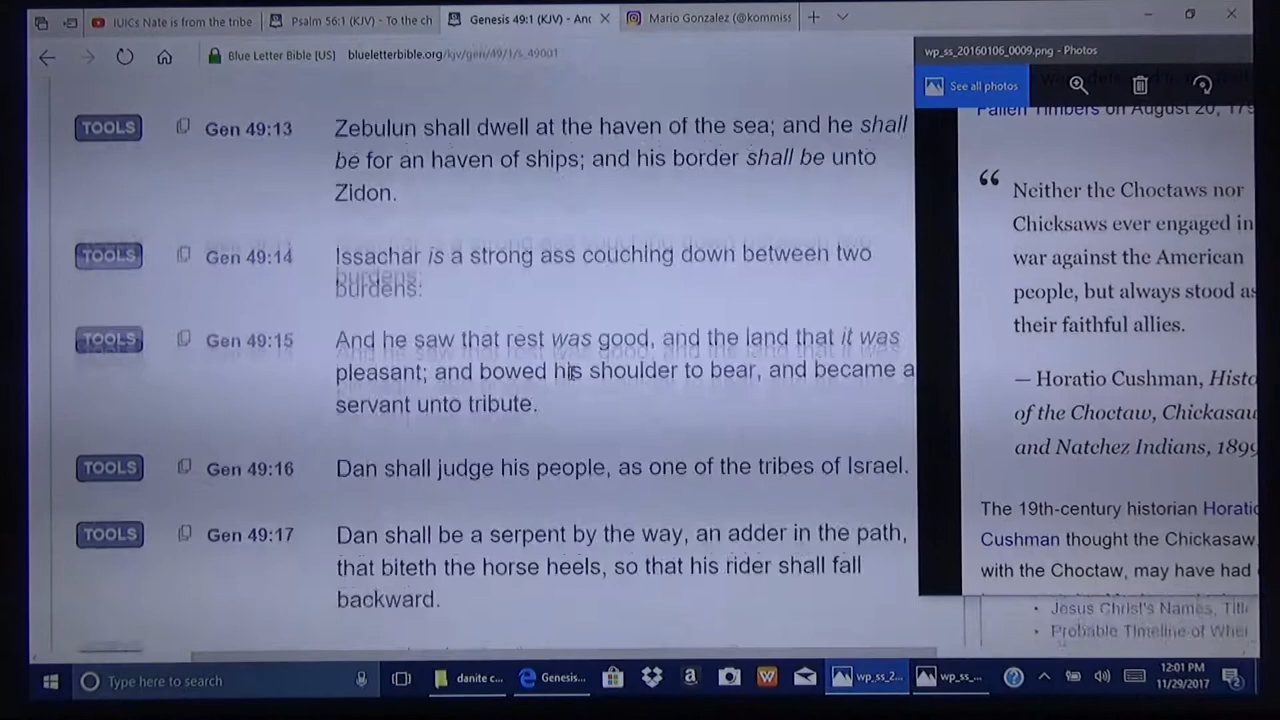 IUICs Nate is from the tribe
Psalm 56:1 (KJV) - To the ch
Genesis 49:1 (KJV) - And
Mario Gonzalez (@kommiss
Blue Letter Bible [US]
blueletterbible.org/kjv/gen/49/1/s_49001
TOOLS Gen 49:13 Zebulun shall dwell at the haven of the sea; and he shall
be for an haven of ships; and his border shall be unto
Zidon.
TOOLS Gen 49:14 Issachar is a strong ass couching down between two
burdens:
TOOLS Gen 49:15 And he saw that rest was good, and the land that it was
pleasant; and bowed his shoulder to bear, and became a
servant unto tribute.
TOOLS Gen 49:16 Dan shall judge his people, as one of the tribes of Israel.
TOOLS Gen 49:17 Dan shall be a serpent by the way, an adder in the path,
that biteth the horse heels, so that his rider shall fall
backward.
wp_ss_20160106_0009.png - Photos
See all photos
Fallen Timbers on August 20, 179
“ Neither the Choctaws nor
Chicksaws ever engaged in
war against the American
people, but always stood as
their faithful allies.
— Horatio Cushman, Histo
of the Choctaw, Chickasaw
and Natchez Indians, 1899
The 19th-century historian Horatio
Cushman thought the Chickasaw,
with the Choctaw, may have had
• Jesus Christ's Names, Title
• Probable Timeline of When
Type here to search
danite c...
Genesis...
a
W
wp_ss_2...
wp_ss_...
?
12:01 PM
11/29/2017
2